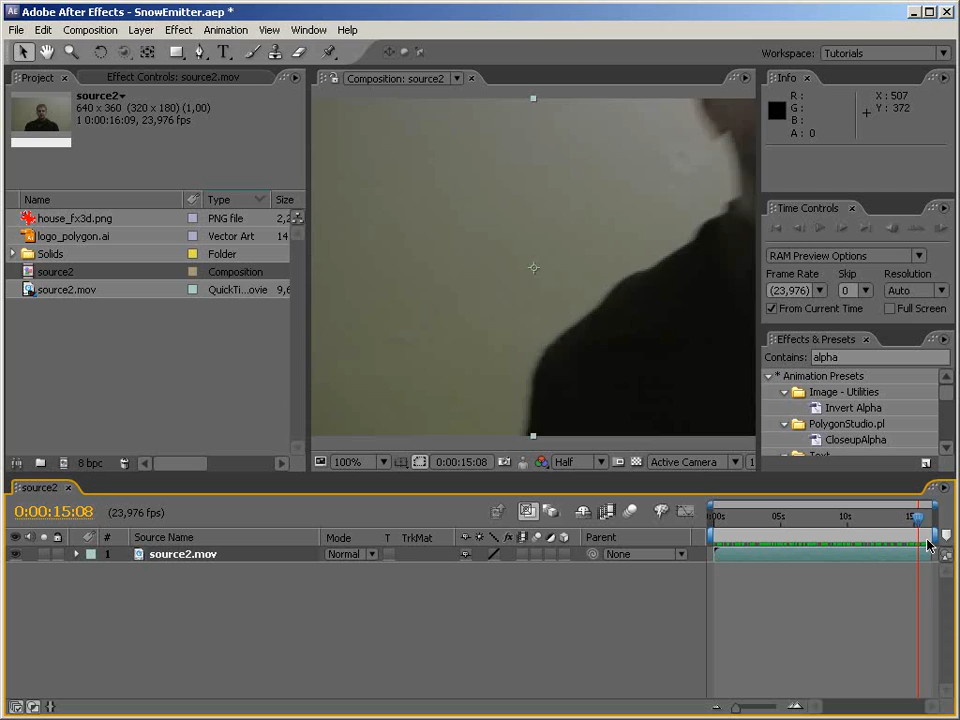 Adobe After Effects - SnowEmitter.aep *
File Edit Composition Layer Effect Animation View Window Help
Workspace: Tutorials
Project Effect Controls: source2.mov
Composition: source2
Info
source2
640 x 360 (320 x 180) (1,00)
1 0:00:16:09, 23,976 fps
R :
G :
B :
A : 0
X : 507
Y : 372
Name Type Size
house_fx3d.png PNG file 2,2
logo_polygon.ai Vector Art 14
Solids Folder
source2 Composition
source2.mov QuickTi...ovie 9,6
Time Controls
RAM Preview Options
Frame Rate Skip Resolution
(23,976) 0 Auto
From Current Time Full Screen
Effects & Presets
Contains: alpha
* Animation Presets
Image - Utilities
Invert Alpha
PolygonStudio.pl
CloseupAlpha
8 bpc
100% 0:00:15:08 Half Active Camera 1
source2
0:00:15:08 (23,976 fps)
05s 10s
# Source Name Mode T TrkMat Parent
1 source2.mov Normal None